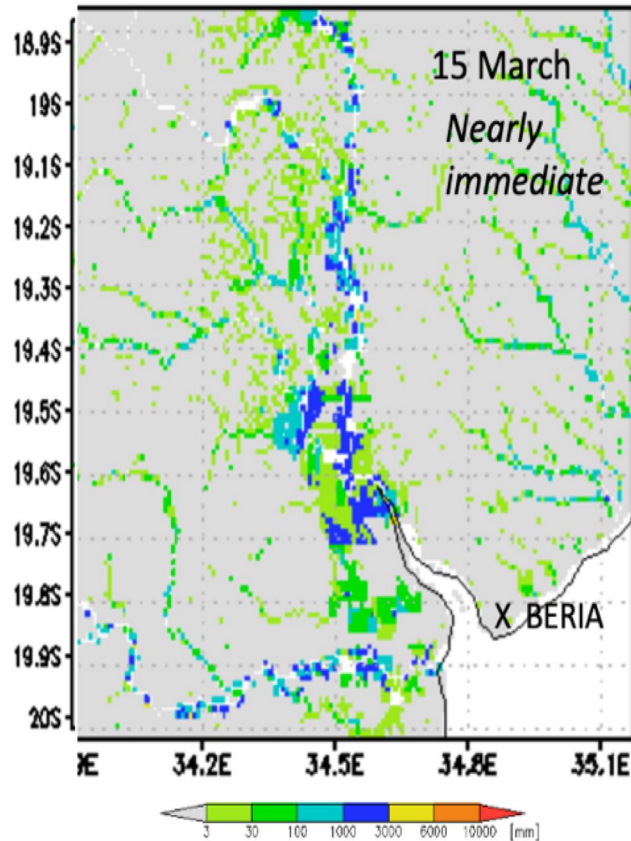 18.9S
15 March
19S
Nearly
immediate
19.1S
19.2S
19.3S
19.4S
19.5S
19.6S
19.7S
19.8S
X BERIA
19.9S
20S
9E 34.2E 34.5E 34.8E 35.1E
3 30 100 1000 3000 6000 10000 [mm]